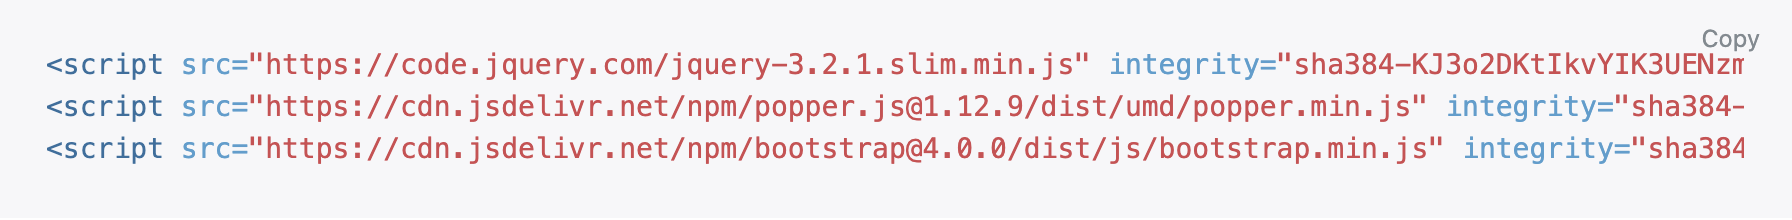 Copy
<script src="https://code.jquery.com/jquery-3.2.1.slim.min.js" integrity="sha384-KJ3o2DKtIkvYIK3UENzm
<script src="https://cdn.jsdelivr.net/npm/popper.js@1.12.9/dist/umd/popper.min.js" integrity="sha384-
<script src="https://cdn.jsdelivr.net/npm/bootstrap@4.0.0/dist/js/bootstrap.min.js" integrity="sha384